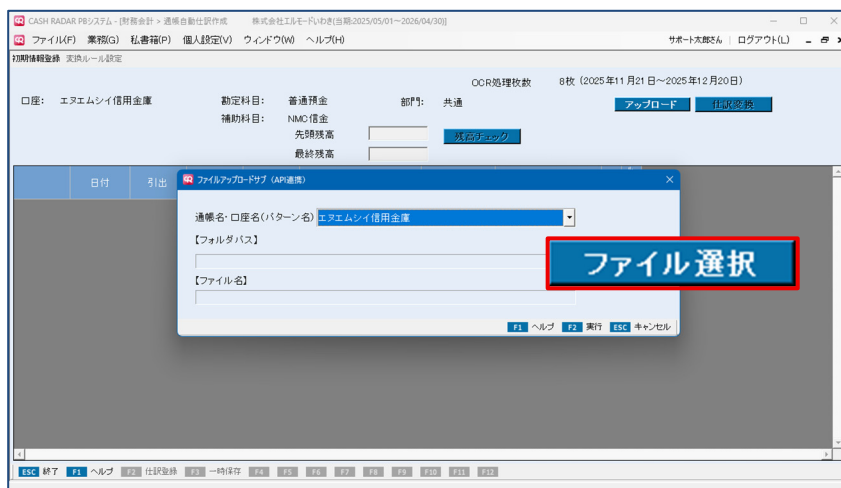 CASH RADAR PBシステム - [財務会計 > 通帳自動仕訳作成 株式会社エルモードいわき(当期:2025/05/01～2026/04/30)]
ファイル(F) 業務(G) 私書箱(P) 個人設定(V) ウィンドウ(W) ヘルプ(H) サポート太郎さん ログアウト(L)
初期情報登録 変換ルール設定
OCR処理枚数 8枚 (2025年11月21日～2025年12月20日)
口座: エヌエムシイ信用金庫 勘定科目: 普通預金 部門: 共通 アップロード 仕訳変換
補助科目: NMC信金
先頭残高 残高チェック
最終残高
日付 引出
ファイルアップロードサブ (API連携)
通帳名・口座名(パターン名) エヌエムシイ信用金庫
【フォルダパス】
ファイル選択
【ファイル名】
F1 ヘルプ F2 実行 ESC キャンセル
ESC 終了 F1 ヘルプ F2 仕訳登録 F3 一時保存 F4 F5 F6 F7 F8 F9 F10 F11 F12